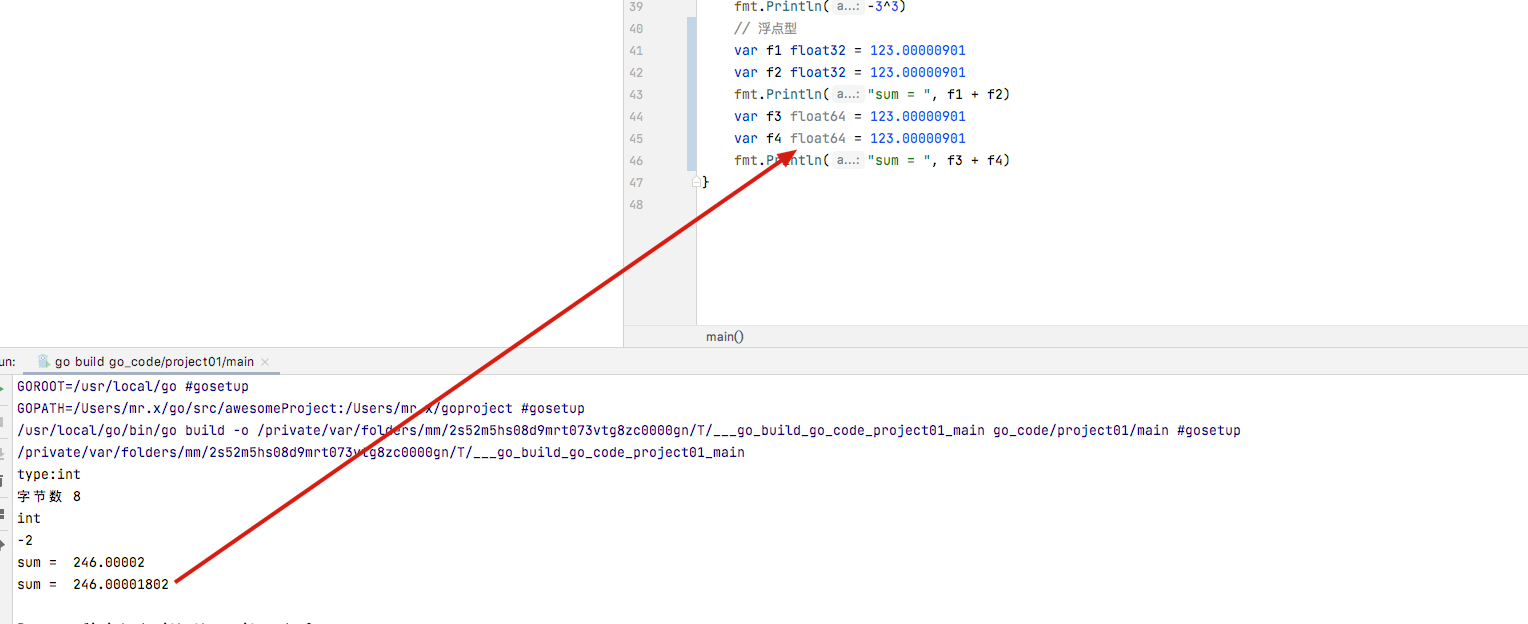 39 fmt.Println( a...: -3^3)
40 // 浮点型
41 var f1 float32 = 123.00000901
42 var f2 float32 = 123.00000901
43 fmt.Println( a...: "sum = ", f1 + f2)
44 var f3 float64 = 123.00000901
45 var f4 float64 = 123.00000901
46 fmt.Println( a...: "sum = ", f3 + f4)
47 }
48
main()
un: go build go_code/project01/main ×
GOROOT=/usr/local/go #gosetup
GOPATH=/Users/mr.x/go/src/awesomeProject:/Users/mr.x/goproject #gosetup
/usr/local/go/bin/go build -o /private/var/folders/mm/2s52m5hs08d9mrt073vtg8zc0000gn/T/___go_build_go_code_project01_main go_code/project01/main #gosetup
/private/var/folders/mm/2s52m5hs08d9mrt073vtg8zc0000gn/T/___go_build_go_code_project01_main
type:int
字节数 8
int
-2
sum =  246.00002
sum =  246.00001802